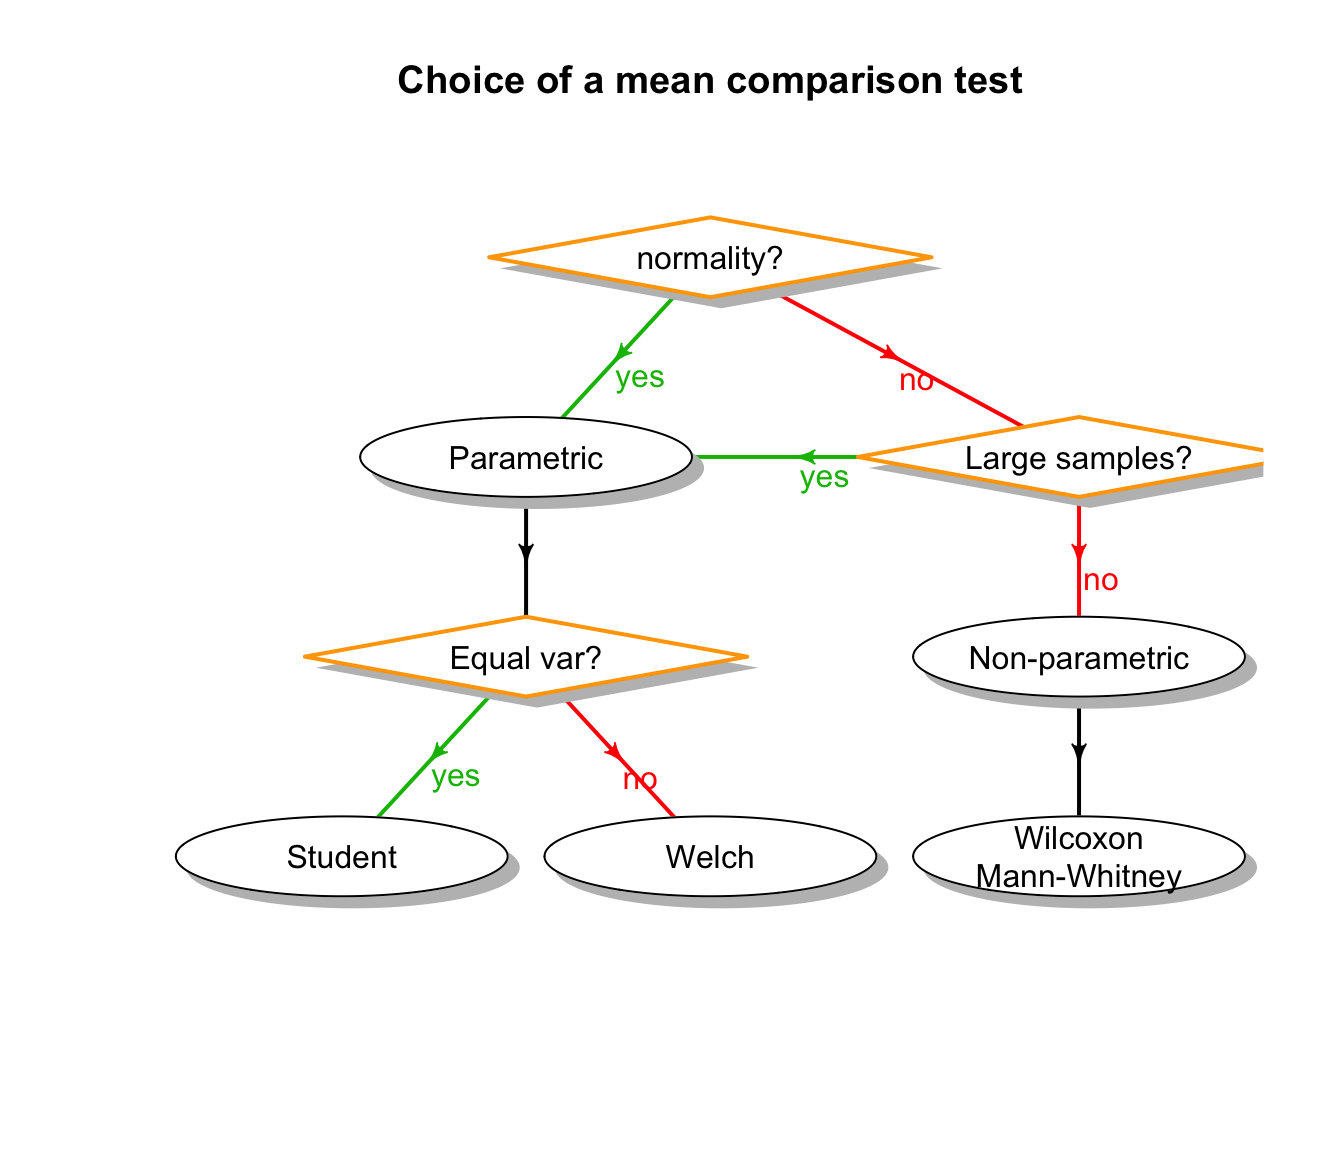 Choice of a mean comparison test
normality?
yes
no
Parametric
yes
Large samples?
no
Equal var?
Non-parametric
yes
no
Student
Welch
Wilcoxon
Mann-Whitney